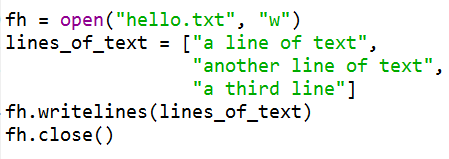 fh = open("hello.txt", "w")
lines_of_text = ["a line of text",
                 "another line of text",
                 "a third line"]
fh.writelines(lines_of_text)
fh.close()